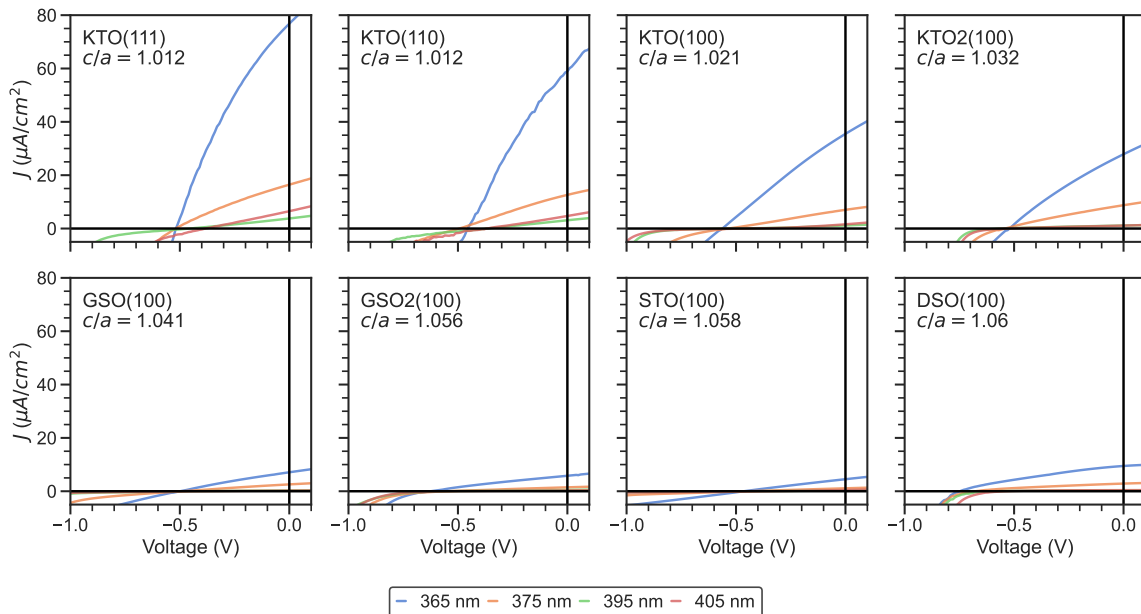 80
60
40
20
0
J (μA/cm²)
KTO(111)
c/a = 1.012
KTO(110)
c/a = 1.012
KTO(100)
c/a = 1.021
KTO2(100)
c/a = 1.032
80
60
40
20
0
J (μA/cm²)
GSO(100)
c/a = 1.041
GSO2(100)
c/a = 1.056
STO(100)
c/a = 1.058
DSO(100)
c/a = 1.06
−1.0 −0.5 0.0
−1.0 −0.5 0.0
−1.0 −0.5 0.0
−1.0 −0.5 0.0
Voltage (V)
Voltage (V)
Voltage (V)
Voltage (V)
365 nm 375 nm 395 nm 405 nm